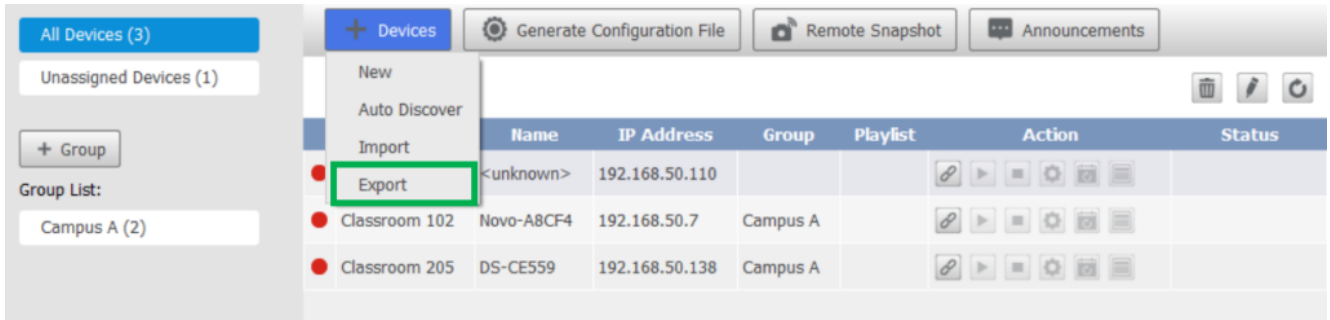 All Devices (3)
Unassigned Devices (1)
+ Group
Group List:
Campus A (2)
+ Devices
Generate Configuration File
Remote Snapshot
Announcements
New
Auto Discover
Import
Export
Name IP Address Group Playlist Action Status
<unknown> 192.168.50.110
Classroom 102 Novo-A8CF4 192.168.50.7 Campus A
Classroom 205 DS-CE559 192.168.50.138 Campus A